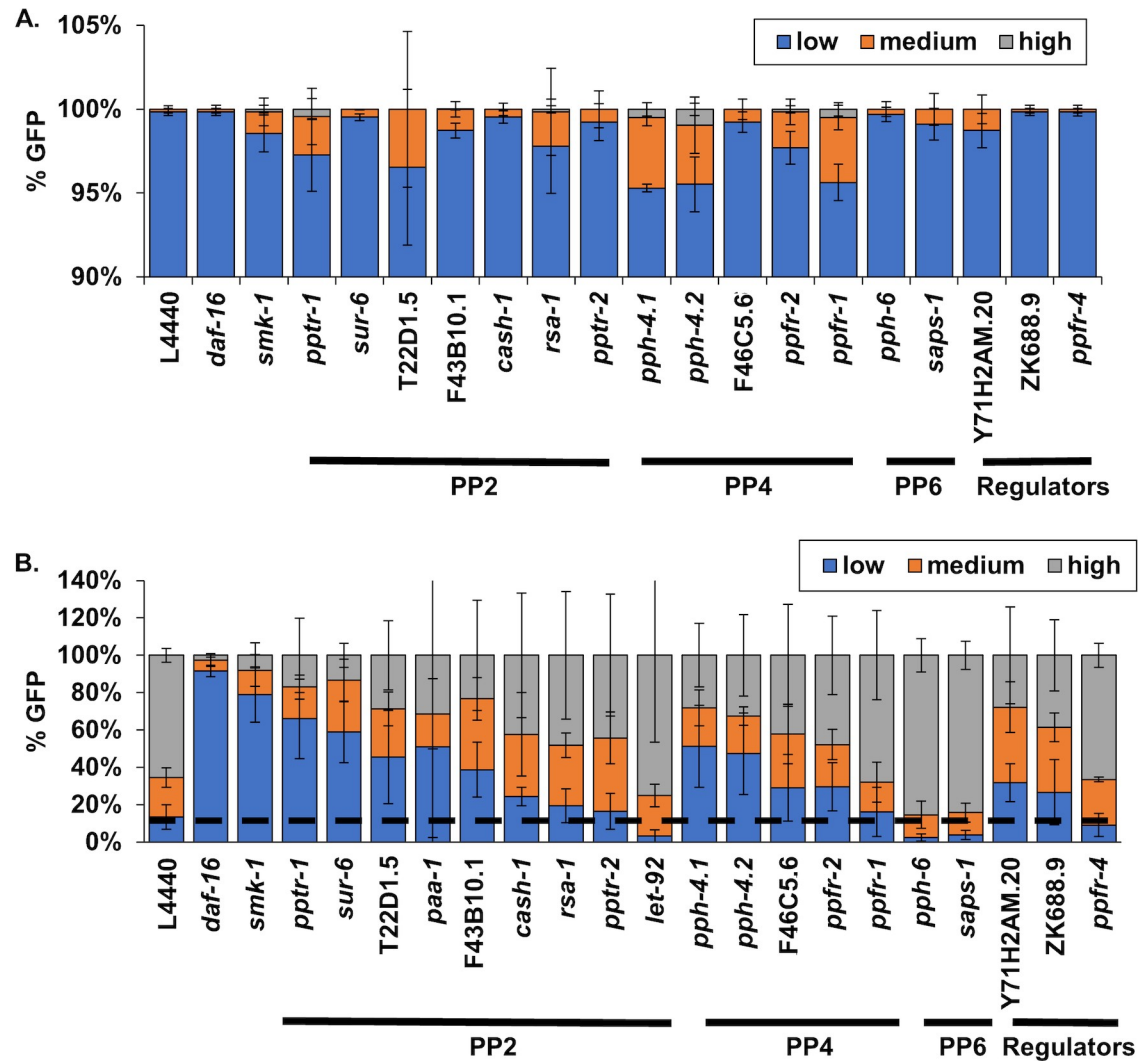 A.
low medium high
% GFP
105%
100%
95%
90%
L4440
daf-16
smk-1
pptr-1
sur-6
T22D1.5
F43B10.1
cash-1
rsa-1
pptr-2
pph-4.1
pph-4.2
F46C5.6
ppfr-2
ppfr-1
pph-6
saps-1
Y71H2AM.20
ZK688.9
ppfr-4
PP2 PP4 PP6 Regulators
B.
low medium high
% GFP
140%
120%
100%
80%
60%
40%
20%
0%
L4440
daf-16
smk-1
pptr-1
sur-6
T22D1.5
paa-1
F43B10.1
cash-1
rsa-1
pptr-2
let-92
pph-4.1
pph-4.2
F46C5.6
ppfr-2
ppfr-1
pph-6
saps-1
Y71H2AM.20
ZK688.9
ppfr-4
PP2 PP4 PP6 Regulators